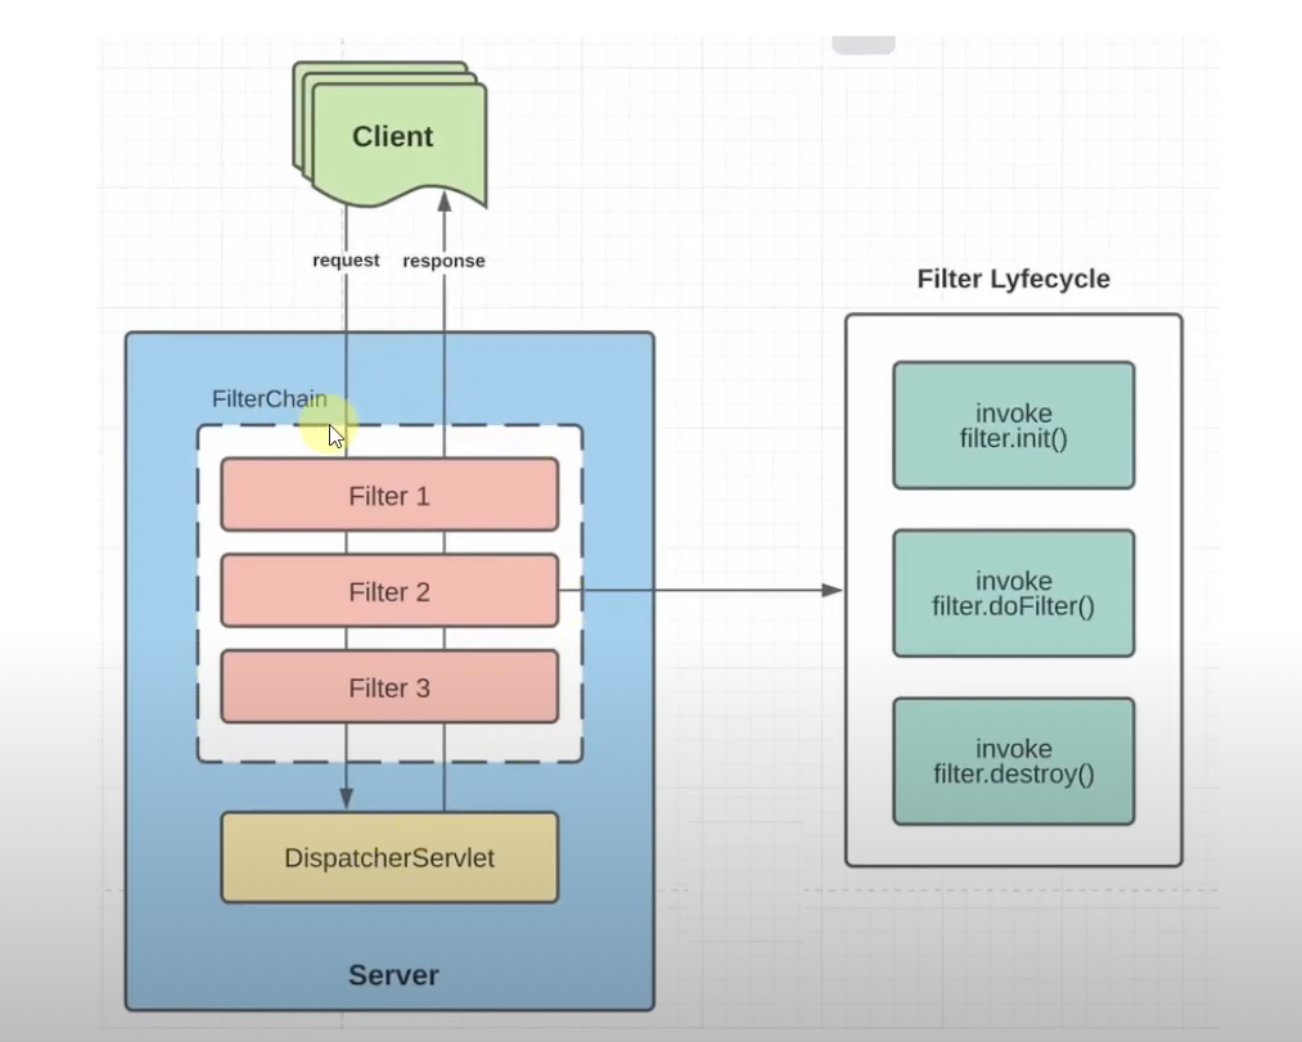 Client
request
response
FilterChain
Filter 1
Filter 2
Filter 3
DispatcherServlet
Server
Filter Lyfecycle
invoke
filter.init()
invoke
filter.doFilter()
invoke
filter.destroy()